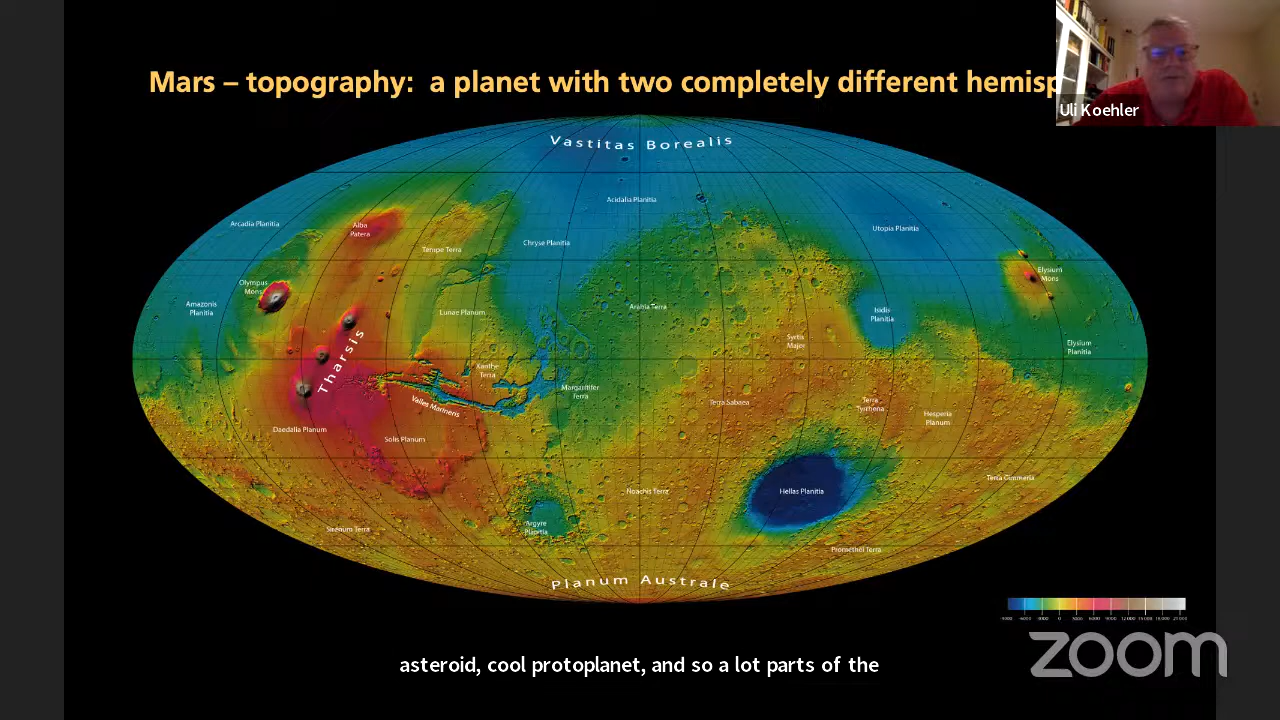 Mars – topography: a planet with two completely different hemisp
Uli Koehler
Vastitas Borealis
Acidalia Planitia
Arcadia Planitia
Alba
Patera
Utopia Planitia
Chryse Planitia
Tempe Terra
Elysium
Mons
Olympus
Mons
Amazonis
Planitia
Lunae Planum
Arabia Terra
Isidis
Planitia
Syrtis
Major
Elysium
Planitia
Tharsis
Xanthe
Terra
Margaritifer
Terra
Valles Marineris
Terra Sabaea
Terra
Tyrrhena
Hesperia
Planum
Daedalia Planum
Solis Planum
Noachis Terra
Hellas Planitia
Terra Cimmeria
Argyre
Planitia
Sirenum Terra
Promethei Terra
Planum Australe
zoom
asteroid, cool protoplanet, and so a lot parts of the